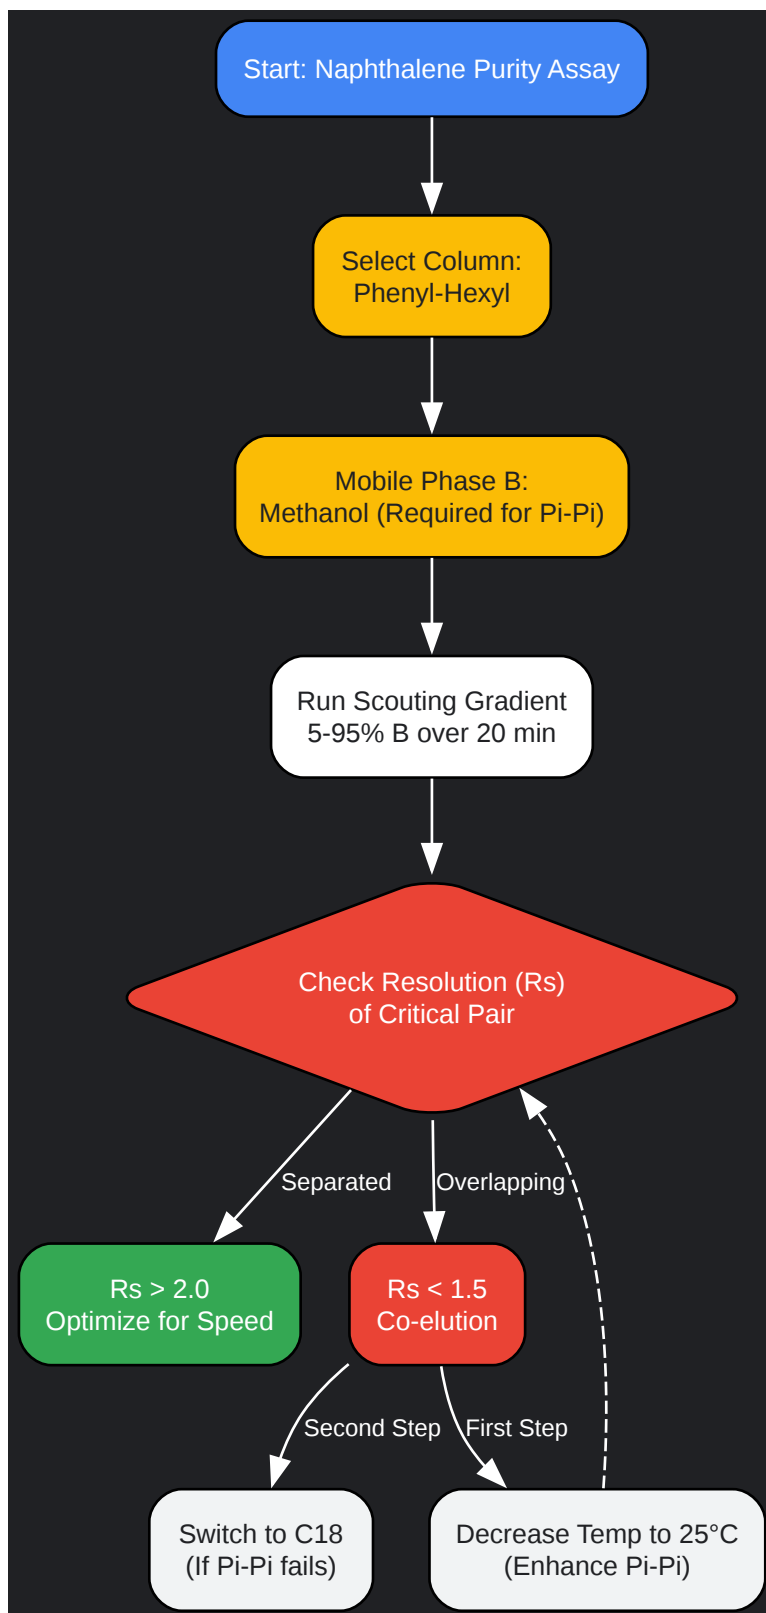 Start: Naphthalene Purity Assay
Select Column:
Phenyl-Hexyl
Mobile Phase B:
Methanol (Required for Pi-Pi)
Run Scouting Gradient
5-95% B over 20 min
Check Resolution (Rs)
of Critical Pair
Separated
Overlapping
Rs > 2.0
Optimize for Speed
Rs < 1.5
Co-elution
Second Step
First Step
Switch to C18
(If Pi-Pi fails)
Decrease Temp to 25°C
(Enhance Pi-Pi)